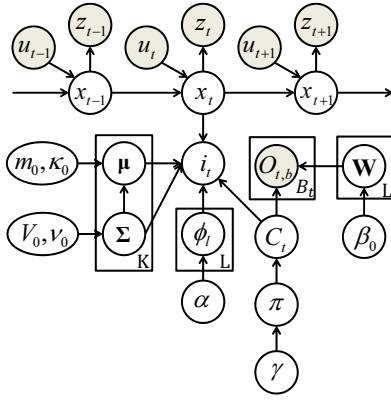 z_{t-1} z_t z_{t+1}
u_{t-1} u_t u_{t+1}
x_{t-1} x_t x_{t+1}
m_0, κ_0 μ i_t O_{t,b} W
B_t L
V_0, ν_0 Σ ϕ_l C_t β_0
K L
α π
γ